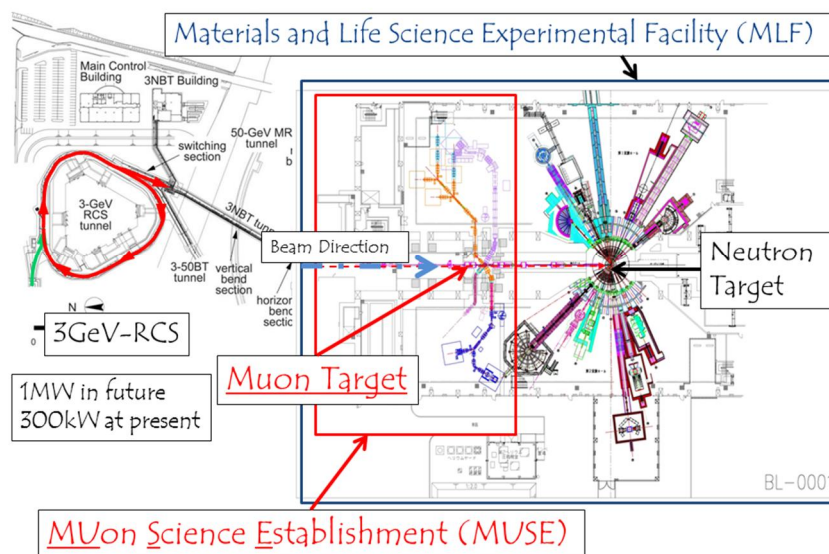 Materials and Life Science Experimental Facility (MLF)
Main Control
Building
3NBT Building
50-GeV MR
tunnel
switching
section
3-GeV
RCS
tunnel
3NBT
Beam Direction
Neutron
Target
3-50BT
tunnel
vertical
bend
section
N
0
3GeV-RCS
Muon Target
1MW in future
300kW at present
BL-0001
MUon Science Establishment (MUSE)